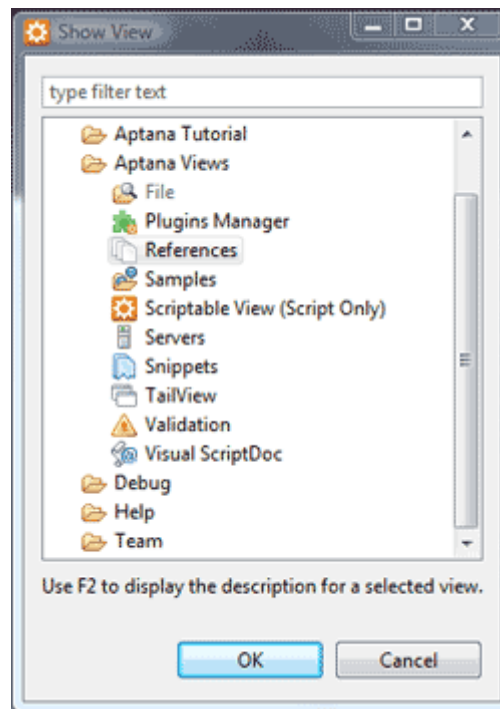 Show View
type filter text
Aptana Tutorial
Aptana Views
File
Plugins Manager
References
Samples
Scriptable View (Script Only)
Servers
Snippets
TailView
Validation
Visual ScriptDoc
Debug
Help
Team
Use F2 to display the description for a selected view.
OK Cancel